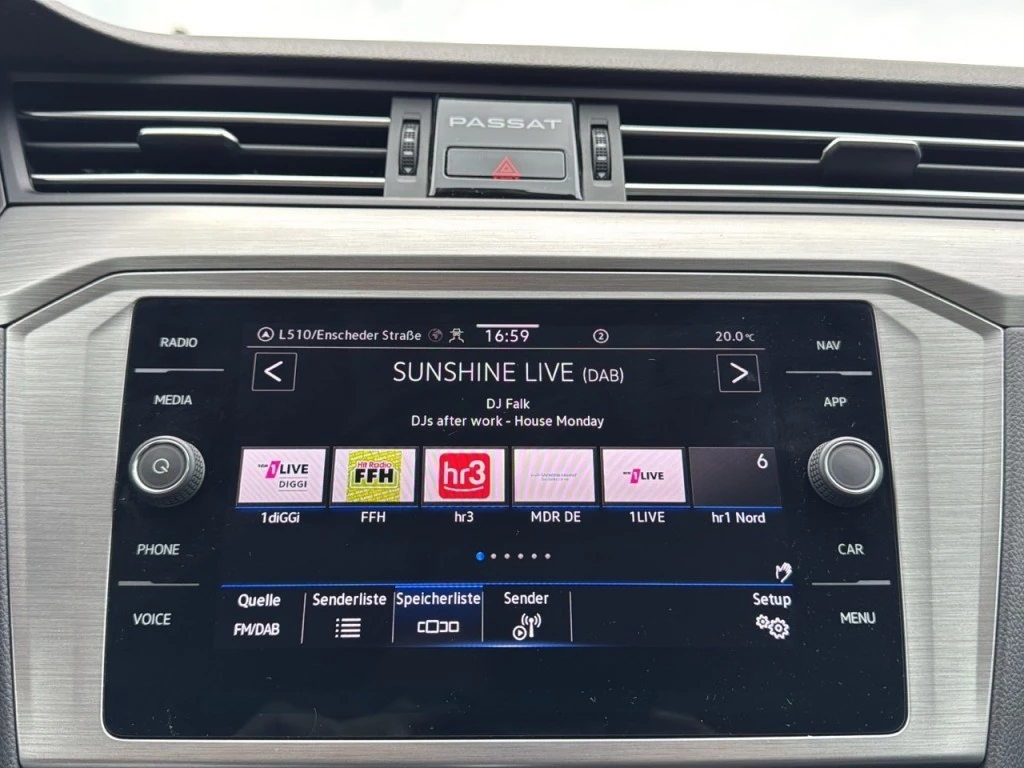 PASSAT
RADIO
MEDIA
PHONE
VOICE
L510/Enscheder Straße 16:59 2 20.0°C
< SUNSHINE LIVE (DAB) >
DJ Falk
DJs after work - House Monday
1LIVE
DIGGI
Hit Radio
FFH
hr3
1LIVE
6
1diGGi FFH hr3 MDR DE 1LIVE hr1 Nord
Quelle Senderliste Speicherliste Sender Setup
FM/DAB
NAV
APP
CAR
MENU